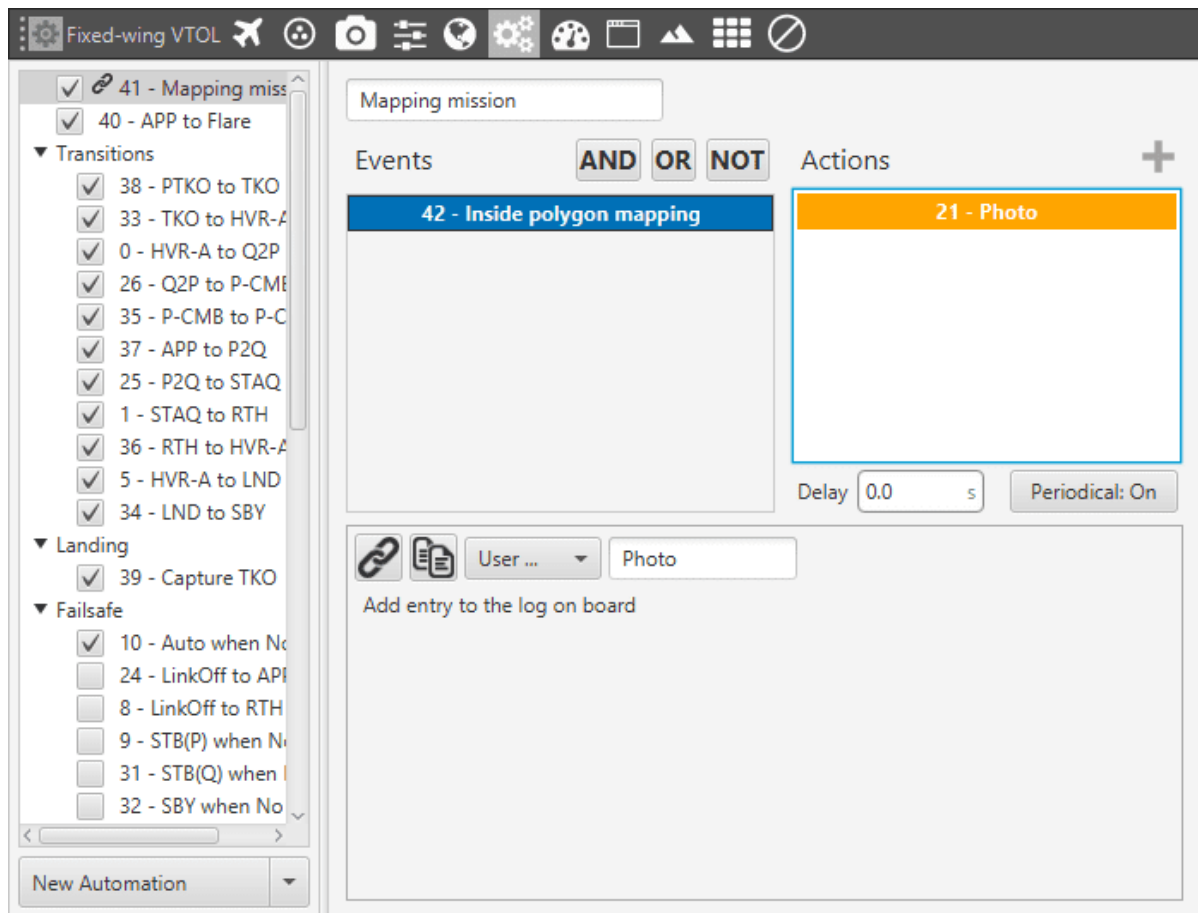 Fixed-wing VTOL
41 - Mapping miss
40 - APP to Flare
Transitions
38 - PTKO to TKO
33 - TKO to HVR-A
0 - HVR-A to Q2P
26 - Q2P to P-CME
35 - P-CMB to P-C
37 - APP to P2Q
25 - P2Q to STAQ
1 - STAQ to RTH
36 - RTH to HVR-A
5 - HVR-A to LND
34 - LND to SBY
Landing
39 - Capture TKO
Failsafe
10 - Auto when No
24 - LinkOff to APP
8 - LinkOff to RTH
9 - STB(P) when No
31 - STB(Q) when
32 - SBY when No
New Automation
Mapping mission
Events AND OR NOT
42 - Inside polygon mapping
Actions
21 - Photo
Delay 0.0 s Periodical: On
User ... Photo
Add entry to the log on board